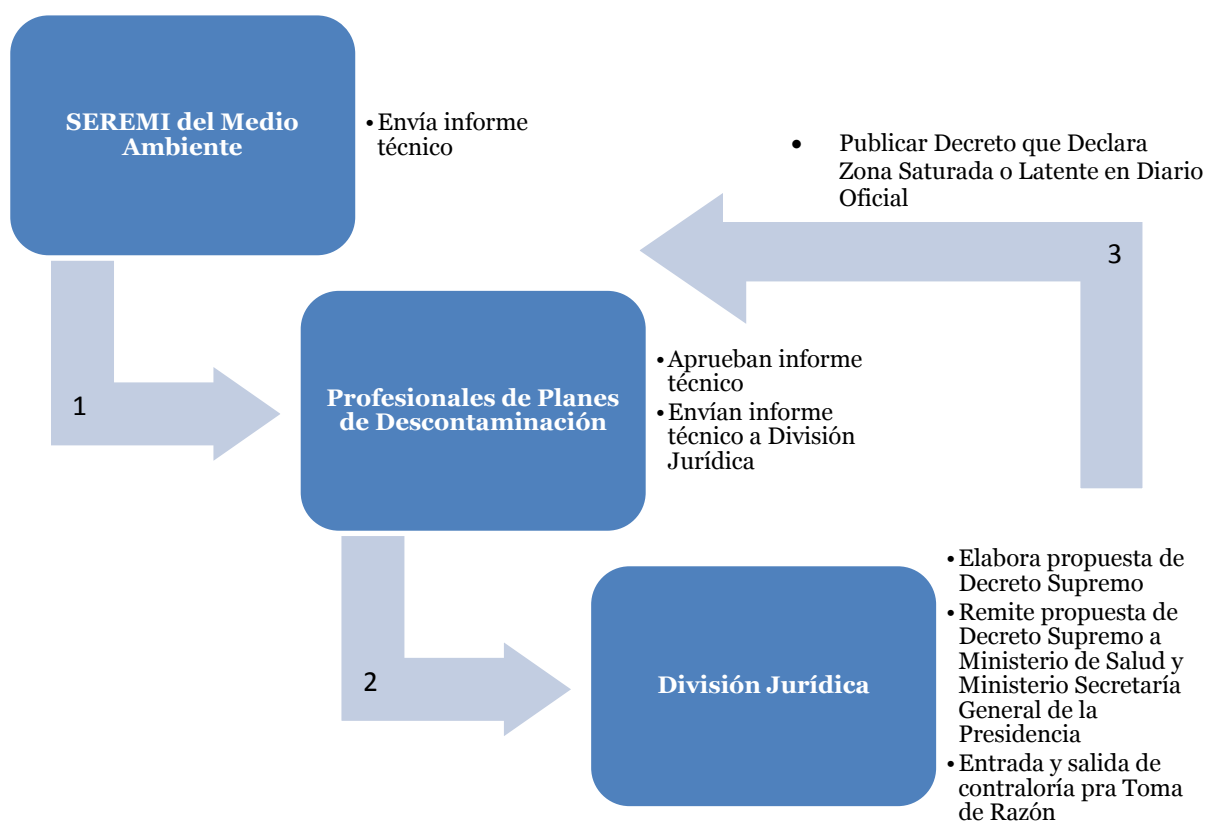 SEREMI del Medio
Ambiente
• Envía informe
técnico
• Publicar Decreto que Declara
Zona Saturada o Latente en Diario
Oficial
3
1
Profesionales de Planes
de Descontaminación
• Aprueban informe
técnico
• Envían informe
técnico a División
Jurídica
2
División Jurídica
• Elabora propuesta de
Decreto Supremo
• Remite propuesta de
Decreto Supremo a
Ministerio de Salud y
Ministerio Secretaría
General de la
Presidencia
• Entrada y salida de
contraloría pra Toma
de Razón